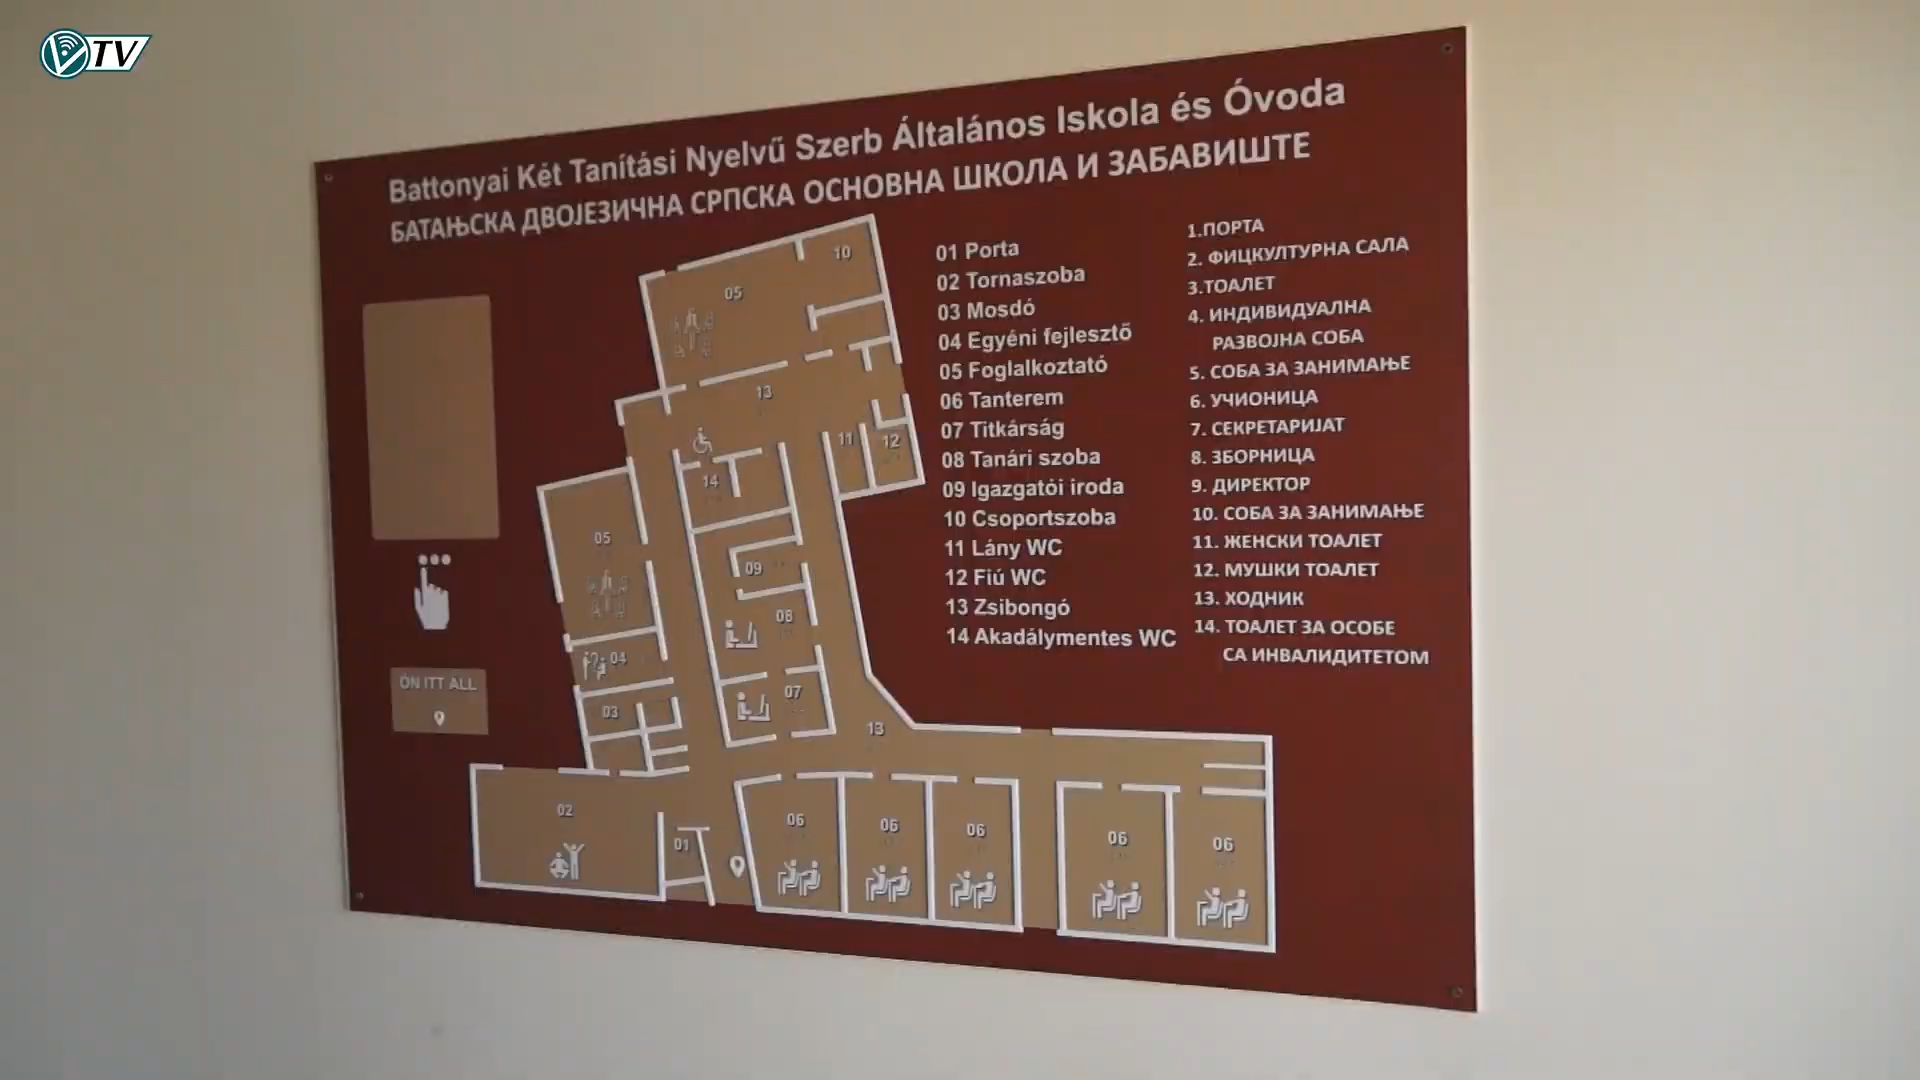 VTV
Battonyai Két Tanítási Nyelvű Szerb Általános Iskola és Óvoda
БАТАЊСКА ДВОЈЕЗИЧНА СРПСКА ОСНОВНА ШКОЛА И ЗАБАВИШТЕ
01 Porta
02 Tornaszoba
03 Mosdó
04 Egyéni fejlesztő
05 Foglalkoztató
06 Tanterem
07 Titkárság
08 Tanári szoba
09 Igazgatói iroda
10 Csoportszoba
11 Lány WC
12 Fiú WC
13 Zsibongó
14 Akadálymentes WC
1.ПОРТА
2. ФИЦКУЛТУРНА САЛА
3.ТОАЛЕТ
4. ИНДИВИДУАЛНА
РАЗВОЈНА СОБА
5. СОБА ЗА ЗАНИМАЊЕ
6. УЧИОНИЦА
7. СЕКРЕТАРИЈАТ
8. ЗБОРНИЦА
9. ДИРЕКТОР
10. СОБА ЗА ЗАНИМАЊЕ
11. ЖЕНСКИ ТОАЛЕТ
12. МУШКИ ТОАЛЕТ
13. ХОДНИК
14. ТОАЛЕТ ЗА ОСОБЕ
СА ИНВАЛИДИТЕТОМ
10
05
13
11
12
14
05
09
08
04
07
03
13
02
01
06
06
06
06
06
ÖN ITT ÁLL